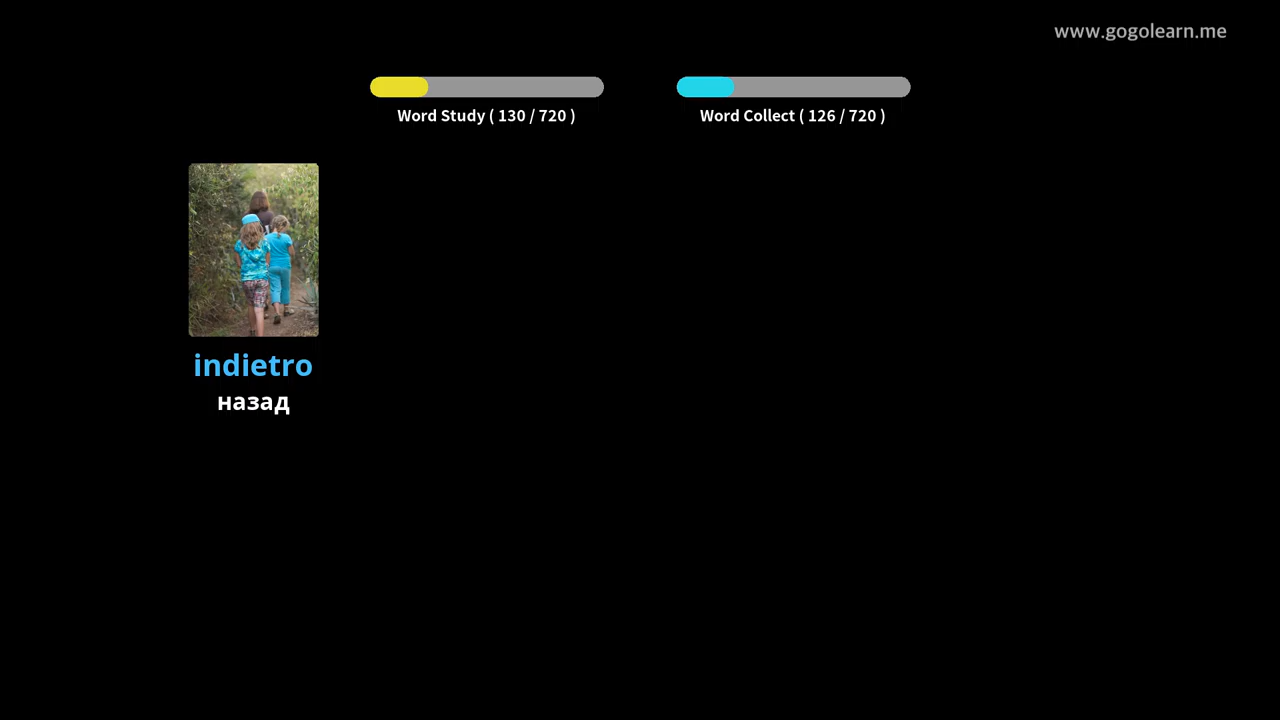 www.gogolearn.me
Word Study ( 130 / 720 )
Word Collect ( 126 / 720 )
indietro
назад